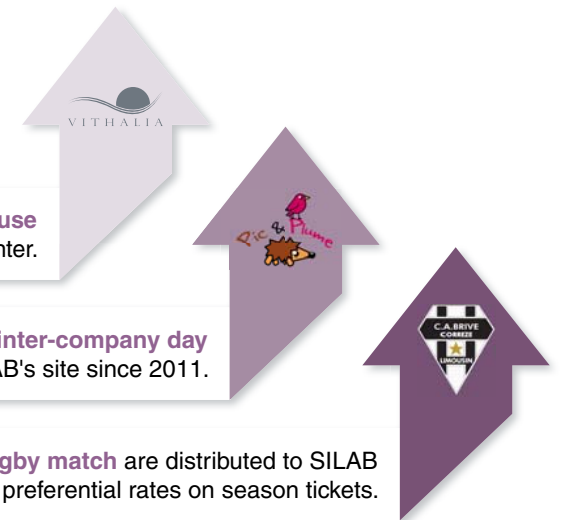 VITHALIA
use
nter.
Pic & Plume
nter-company day
AB's site since 2011.
C.A.BRIVE
CORREZE
LIMOUSIN
gby match are distributed to SILAB
preferential rates on season tickets.